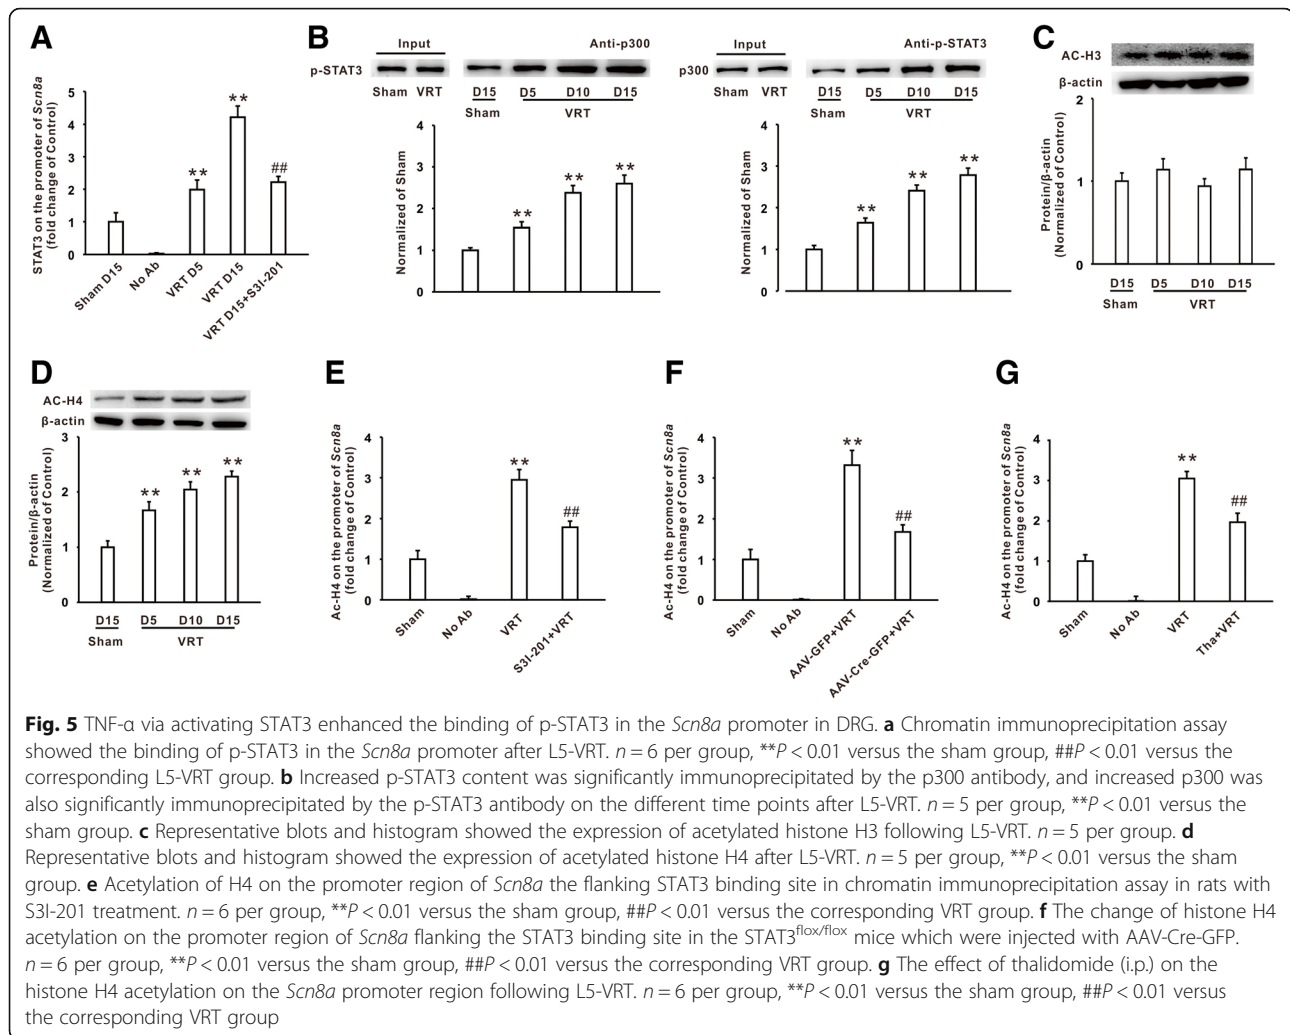 A
STAT3 on the promoter of Scn8a
(fold change of Control)
5
4
3
2
1
0
**
**
##
Sham D15
No Ab
VRT D5
VRT D15
VRT D15+S3I-201
B
Input
Anti-p300
p-STAT3
Sham VRT
D15 D5 D10 D15
Sham VRT
Normalized of Sham
4
3
2
1
0
**
**
**
Input
Anti-p-STAT3
p300
Sham VRT
D15 D5 D10 D15
Sham VRT
Normalized of Sham
4
3
2
1
0
**
**
**
C
AC-H3
β-actin
Protein/β-actin
(Normalized of Control)
2
1
0
D15 D5 D10 D15
Sham VRT
D
AC-H4
β-actin
Protein/β-actin
(Normalized of Control)
3
2
1
0
**
**
**
D15 D5 D10 D15
Sham VRT
E
Ac-H4 on the promoter of Scn8a
(fold change of Control)
4
3
2
1
0
**
##
Sham
No Ab
VRT
S3I-201+VRT
F
Ac-H4 on the promoter of Scn8a
(fold change of Control)
4
3
2
1
0
**
##
Sham
No Ab
AAV-GFP+VRT
AAV-Cre-GFP+VRT
G
Ac-H4 on the promoter of Scn8a
(fold change of Control)
4
3
2
1
0
**
##
Sham
No Ab
VRT
Tha+VRT
Fig. 5 TNF-α via activating STAT3 enhanced the binding of p-STAT3 in the Scn8a promoter in DRG. a Chromatin immunoprecipitation assay
showed the binding of p-STAT3 in the Scn8a promoter after L5-VRT. n = 6 per group, **P < 0.01 versus the sham group, ##P < 0.01 versus the
corresponding L5-VRT group. b Increased p-STAT3 content was significantly immunoprecipitated by the p300 antibody, and increased p300 was
also significantly immunoprecipitated by the p-STAT3 antibody on the different time points after L5-VRT. n = 5 per group, **P < 0.01 versus the
sham group. c Representative blots and histogram showed the expression of acetylated histone H3 following L5-VRT. n = 5 per group. d
Representative blots and histogram showed the expression of acetylated histone H4 after L5-VRT. n = 5 per group, **P < 0.01 versus the sham
group. e Acetylation of H4 on the promoter region of Scn8a the flanking STAT3 binding site in chromatin immunoprecipitation assay in rats with
S3I-201 treatment. n = 6 per group, **P < 0.01 versus the sham group, ##P < 0.01 versus the corresponding VRT group. f The change of histone H4
acetylation on the promoter region of Scn8a flanking the STAT3 binding site in the STAT3flox/flox mice which were injected with AAV-Cre-GFP.
n = 6 per group, **P < 0.01 versus the sham group, ##P < 0.01 versus the corresponding VRT group. g The effect of thalidomide (i.p.) on the
histone H4 acetylation on the Scn8a promoter region following L5-VRT. n = 6 per group, **P < 0.01 versus the sham group, ##P < 0.01 versus
the corresponding VRT group